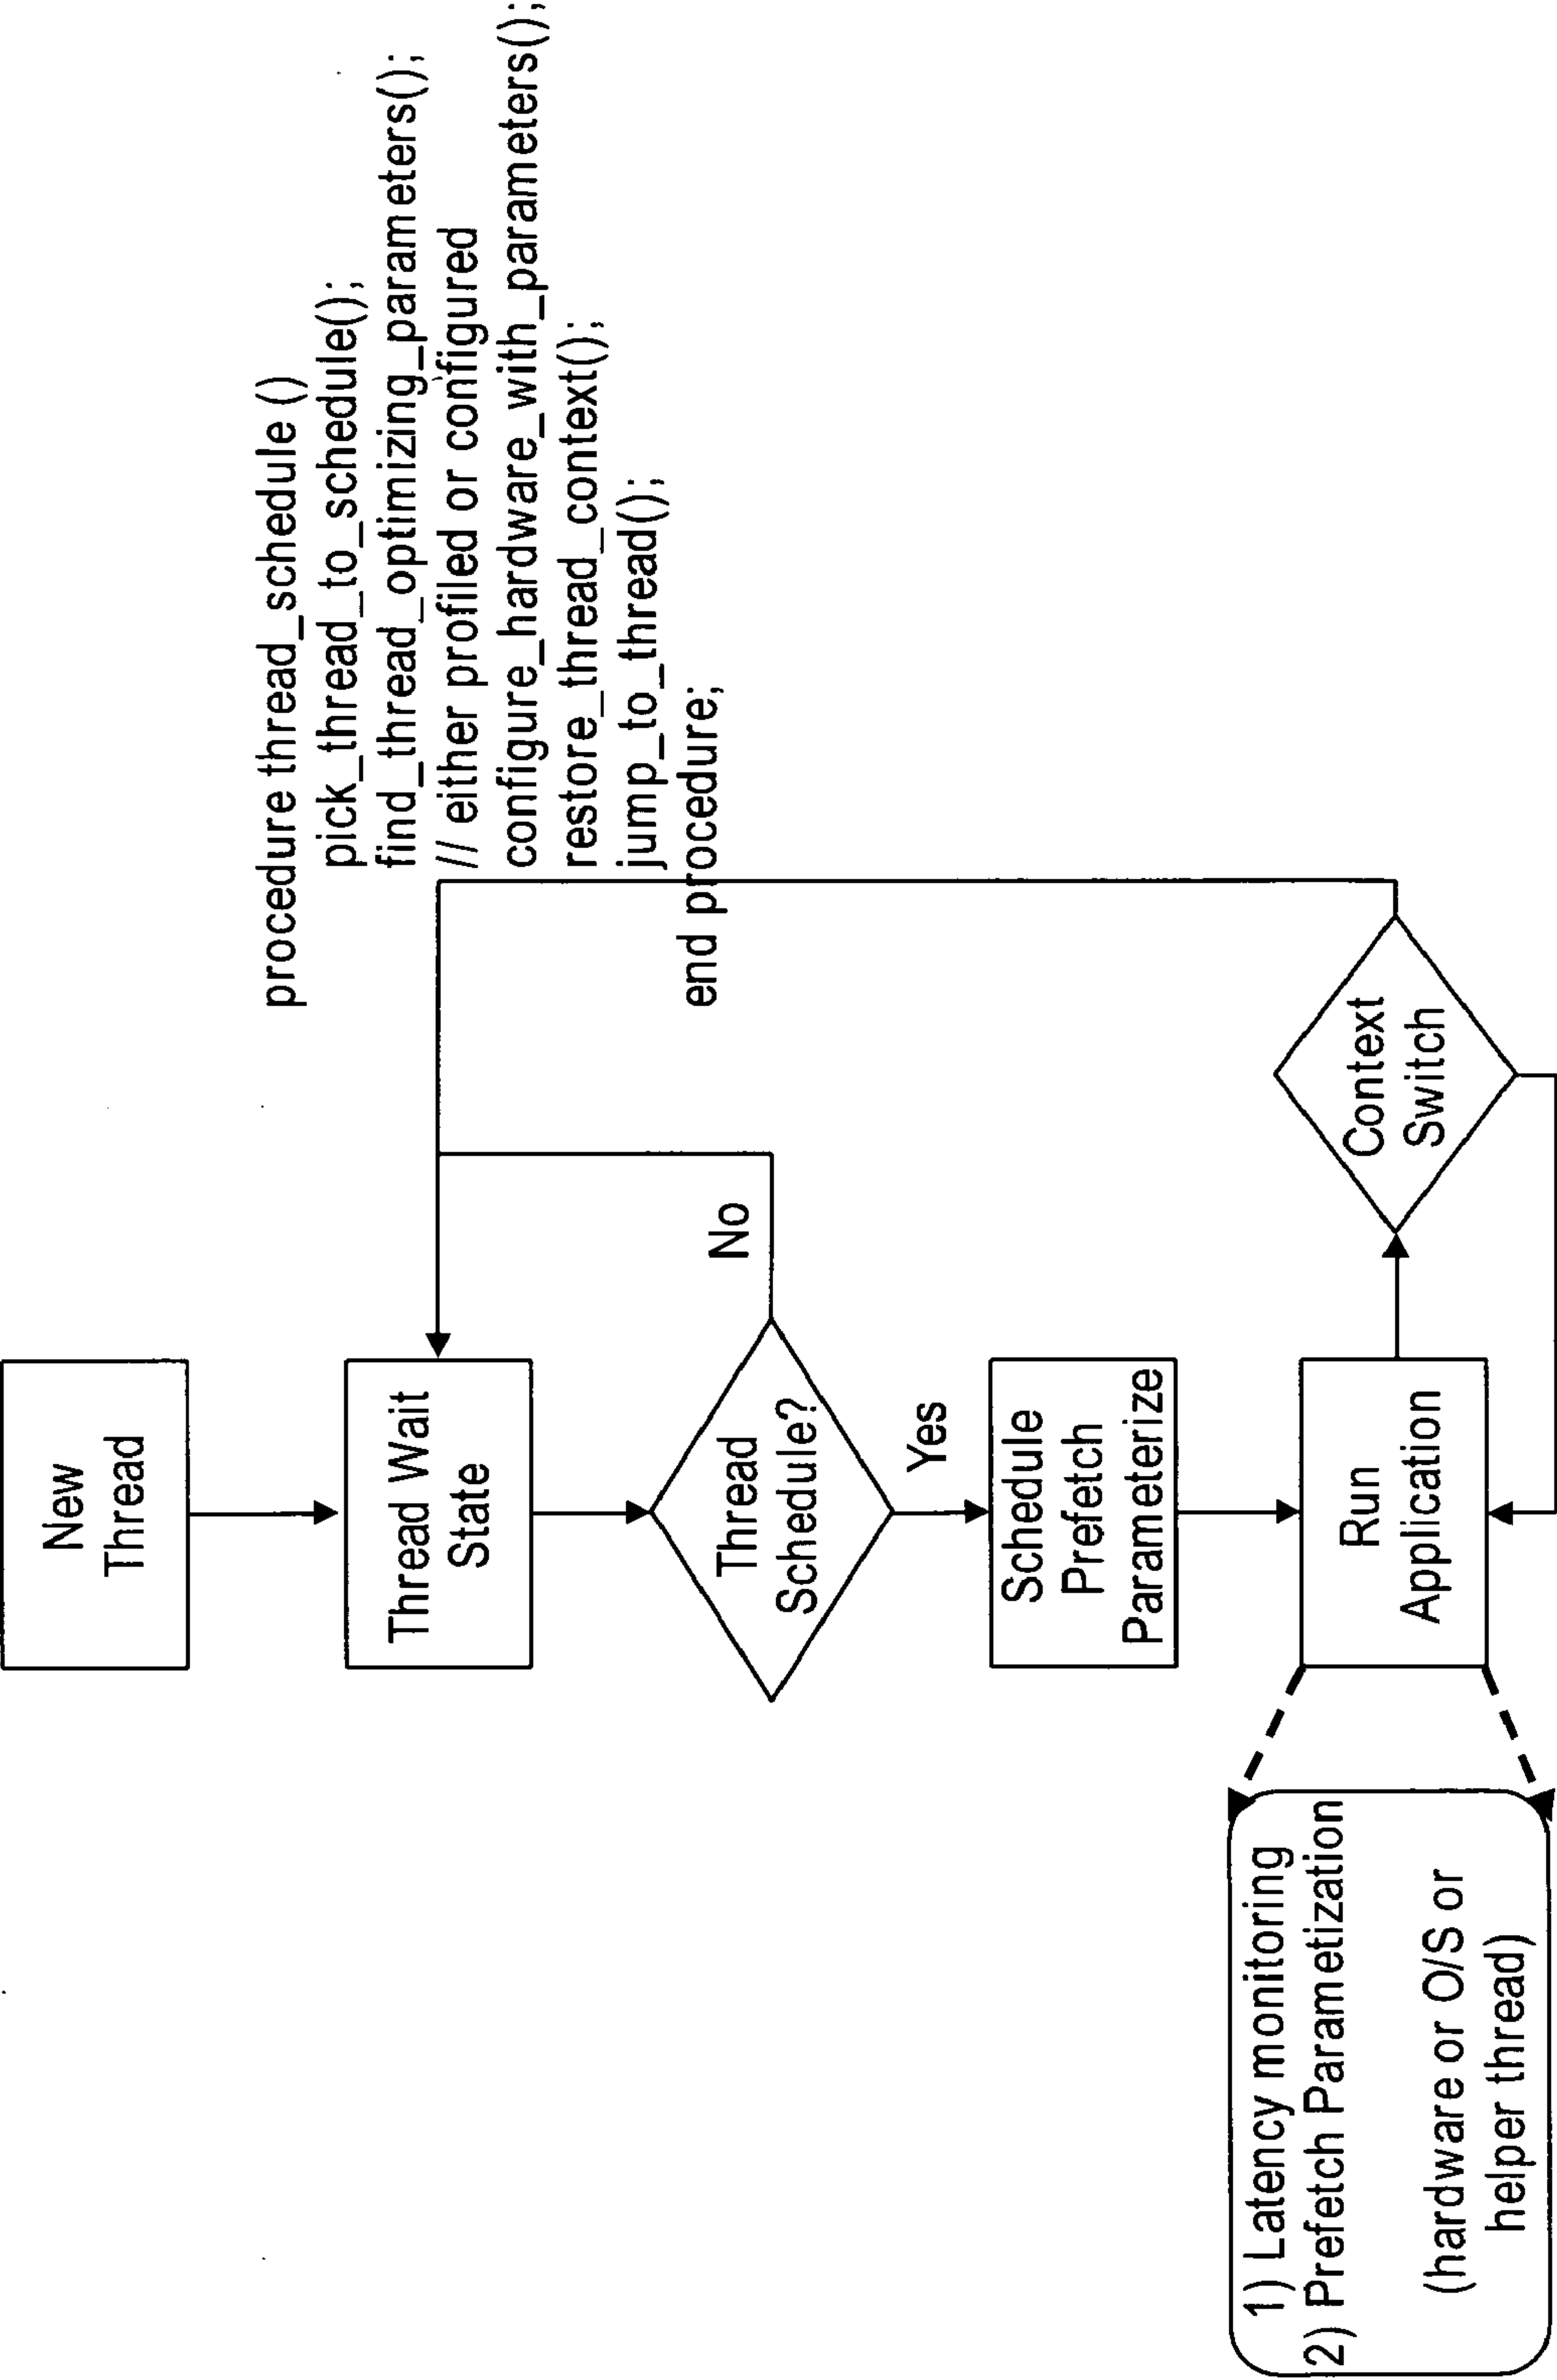 New
Thread
Thread Wait
State
Thread
Schedule?
No
Yes
Schedule
Prefetch
Parameterize
Run
Application
Context
Switch
1) Latency monitoring
2) Prefetch Parametization
(hardware or O/S or
helper thread)
procedure thread_schedule ()
pick_thread_to_schedule();
find_thread_optimizing_parameters();
// either profiled or configured
configure_hardware_with_parameters();
restore_thread_context();
jump_to_thread();
end procedure;